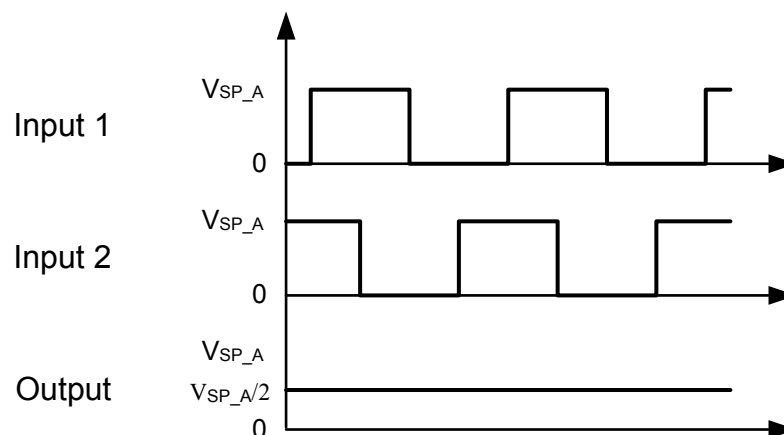 VSP_A
Input 1
0
VSP_A
Input 2
0
VSP_A
Output
VSP_A/2
0